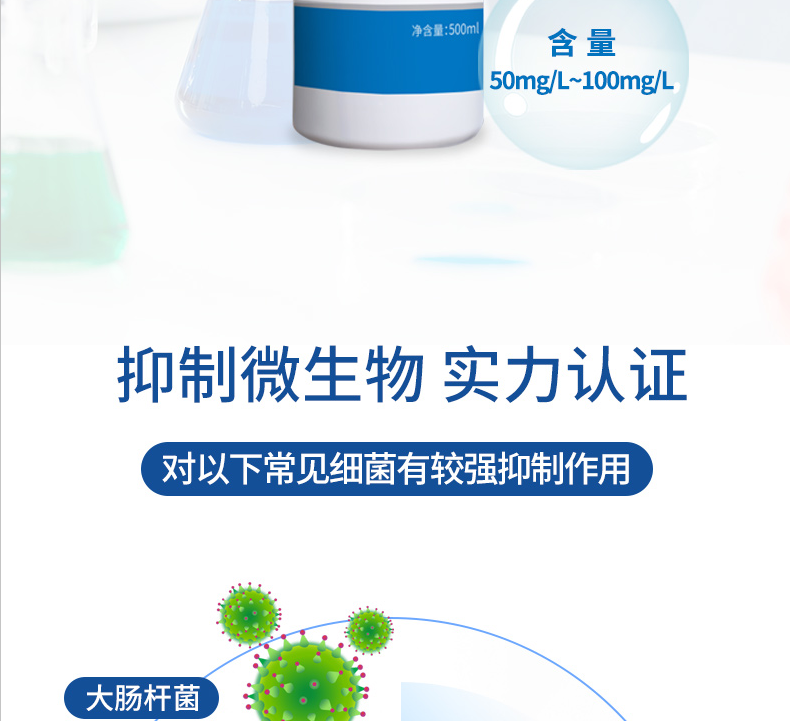 净含量:500ml
含量
50mg/L~100mg/L
抑制微生物 实力认证
对以下常见细菌有较强抑制作用
大肠杆菌